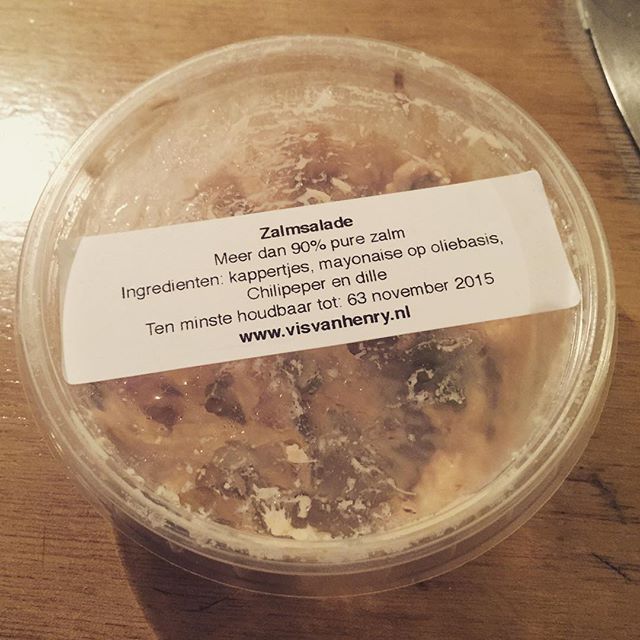 Zalmsalade
Meer dan 90% pure zalm
Ingredienten: kappertjes, mayonaise op oliebasis,
Chilipeper en dille
Ten minste houdbaar tot: 63 november 2015
www.visvanhenry.nl